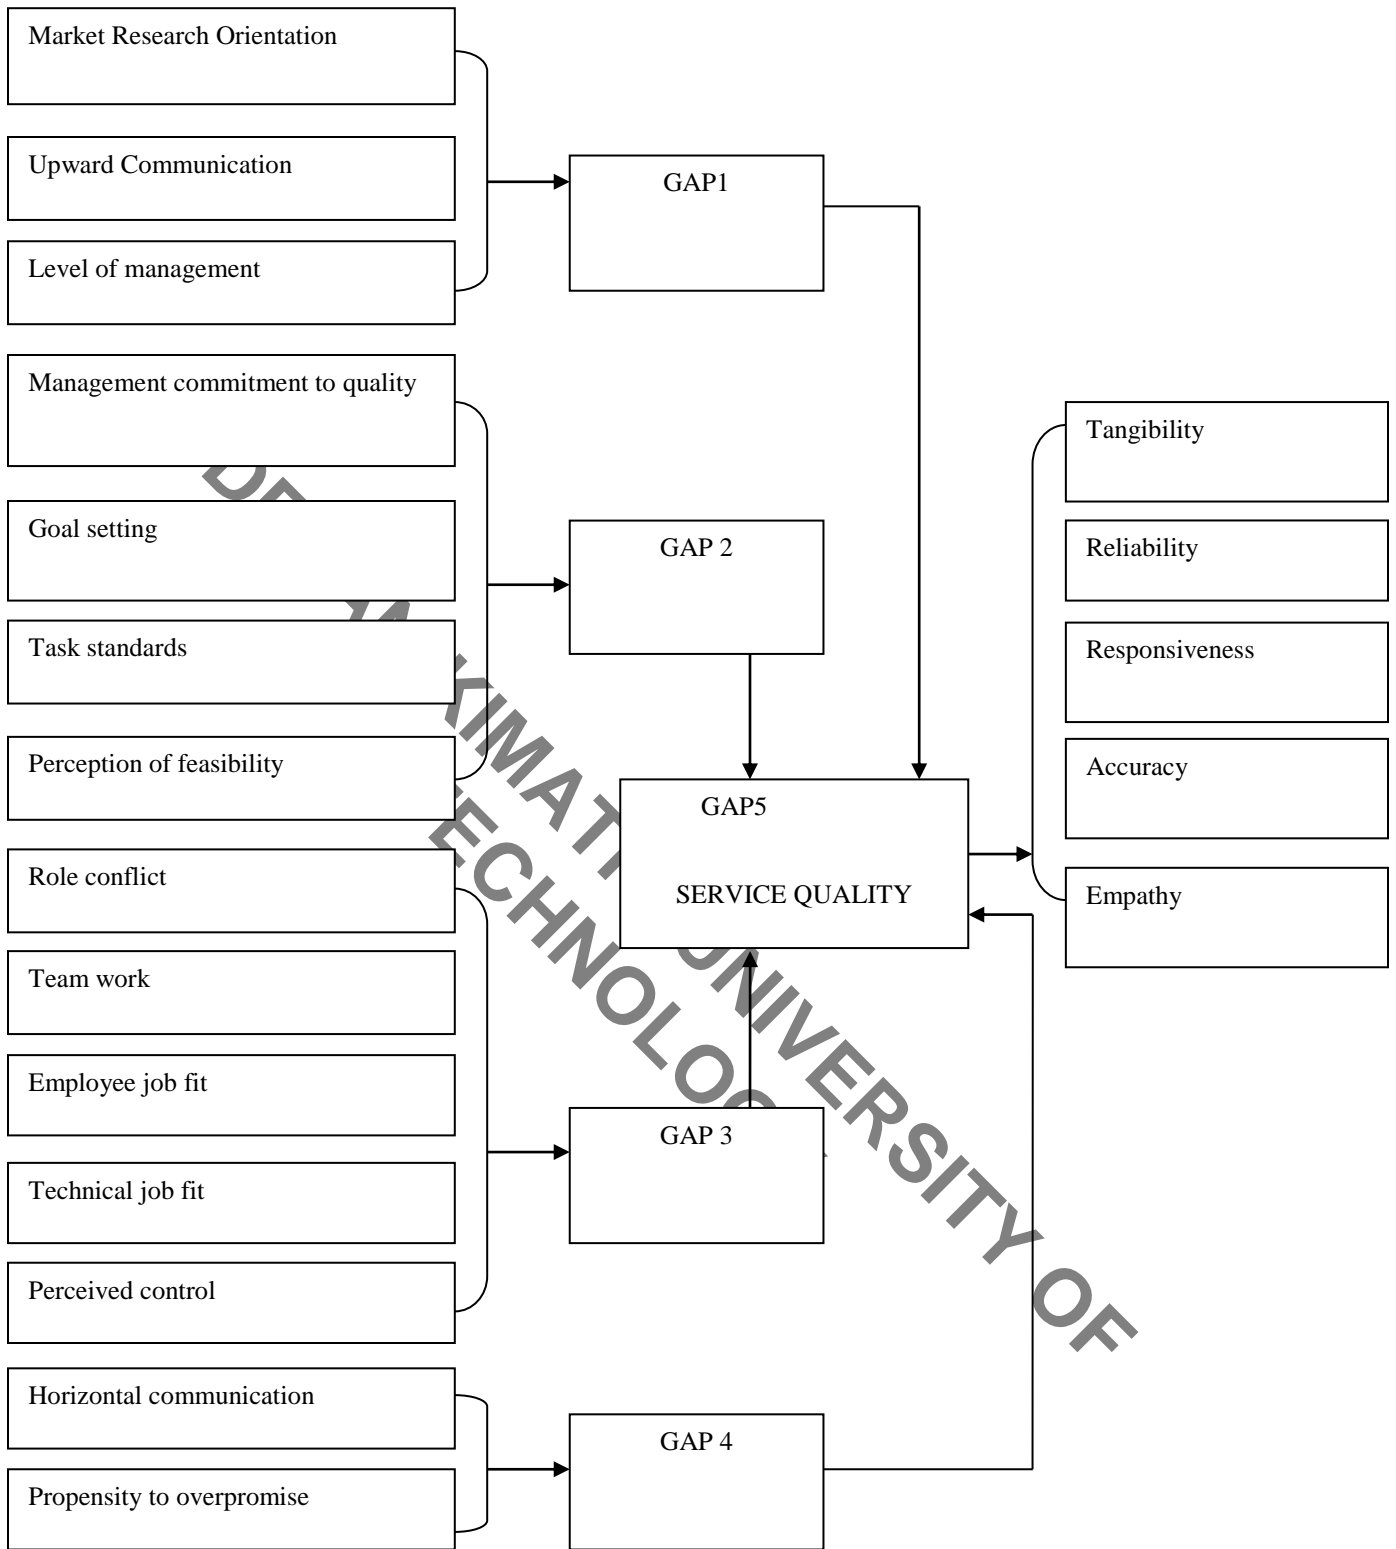 Market Research Orientation
Upward Communication
Level of management
GAP1
Management commitment to quality
Goal setting
Task standards
Perception of feasibility
GAP 2
Role conflict
Team work
Employee job fit
Technical job fit
Perceived control
GAP 3
Horizontal communication
Propensity to overpromise
GAP 4
GAP5
SERVICE QUALITY
Tangibility
Reliability
Responsiveness
Accuracy
Empathy
UNIVERSITY OF